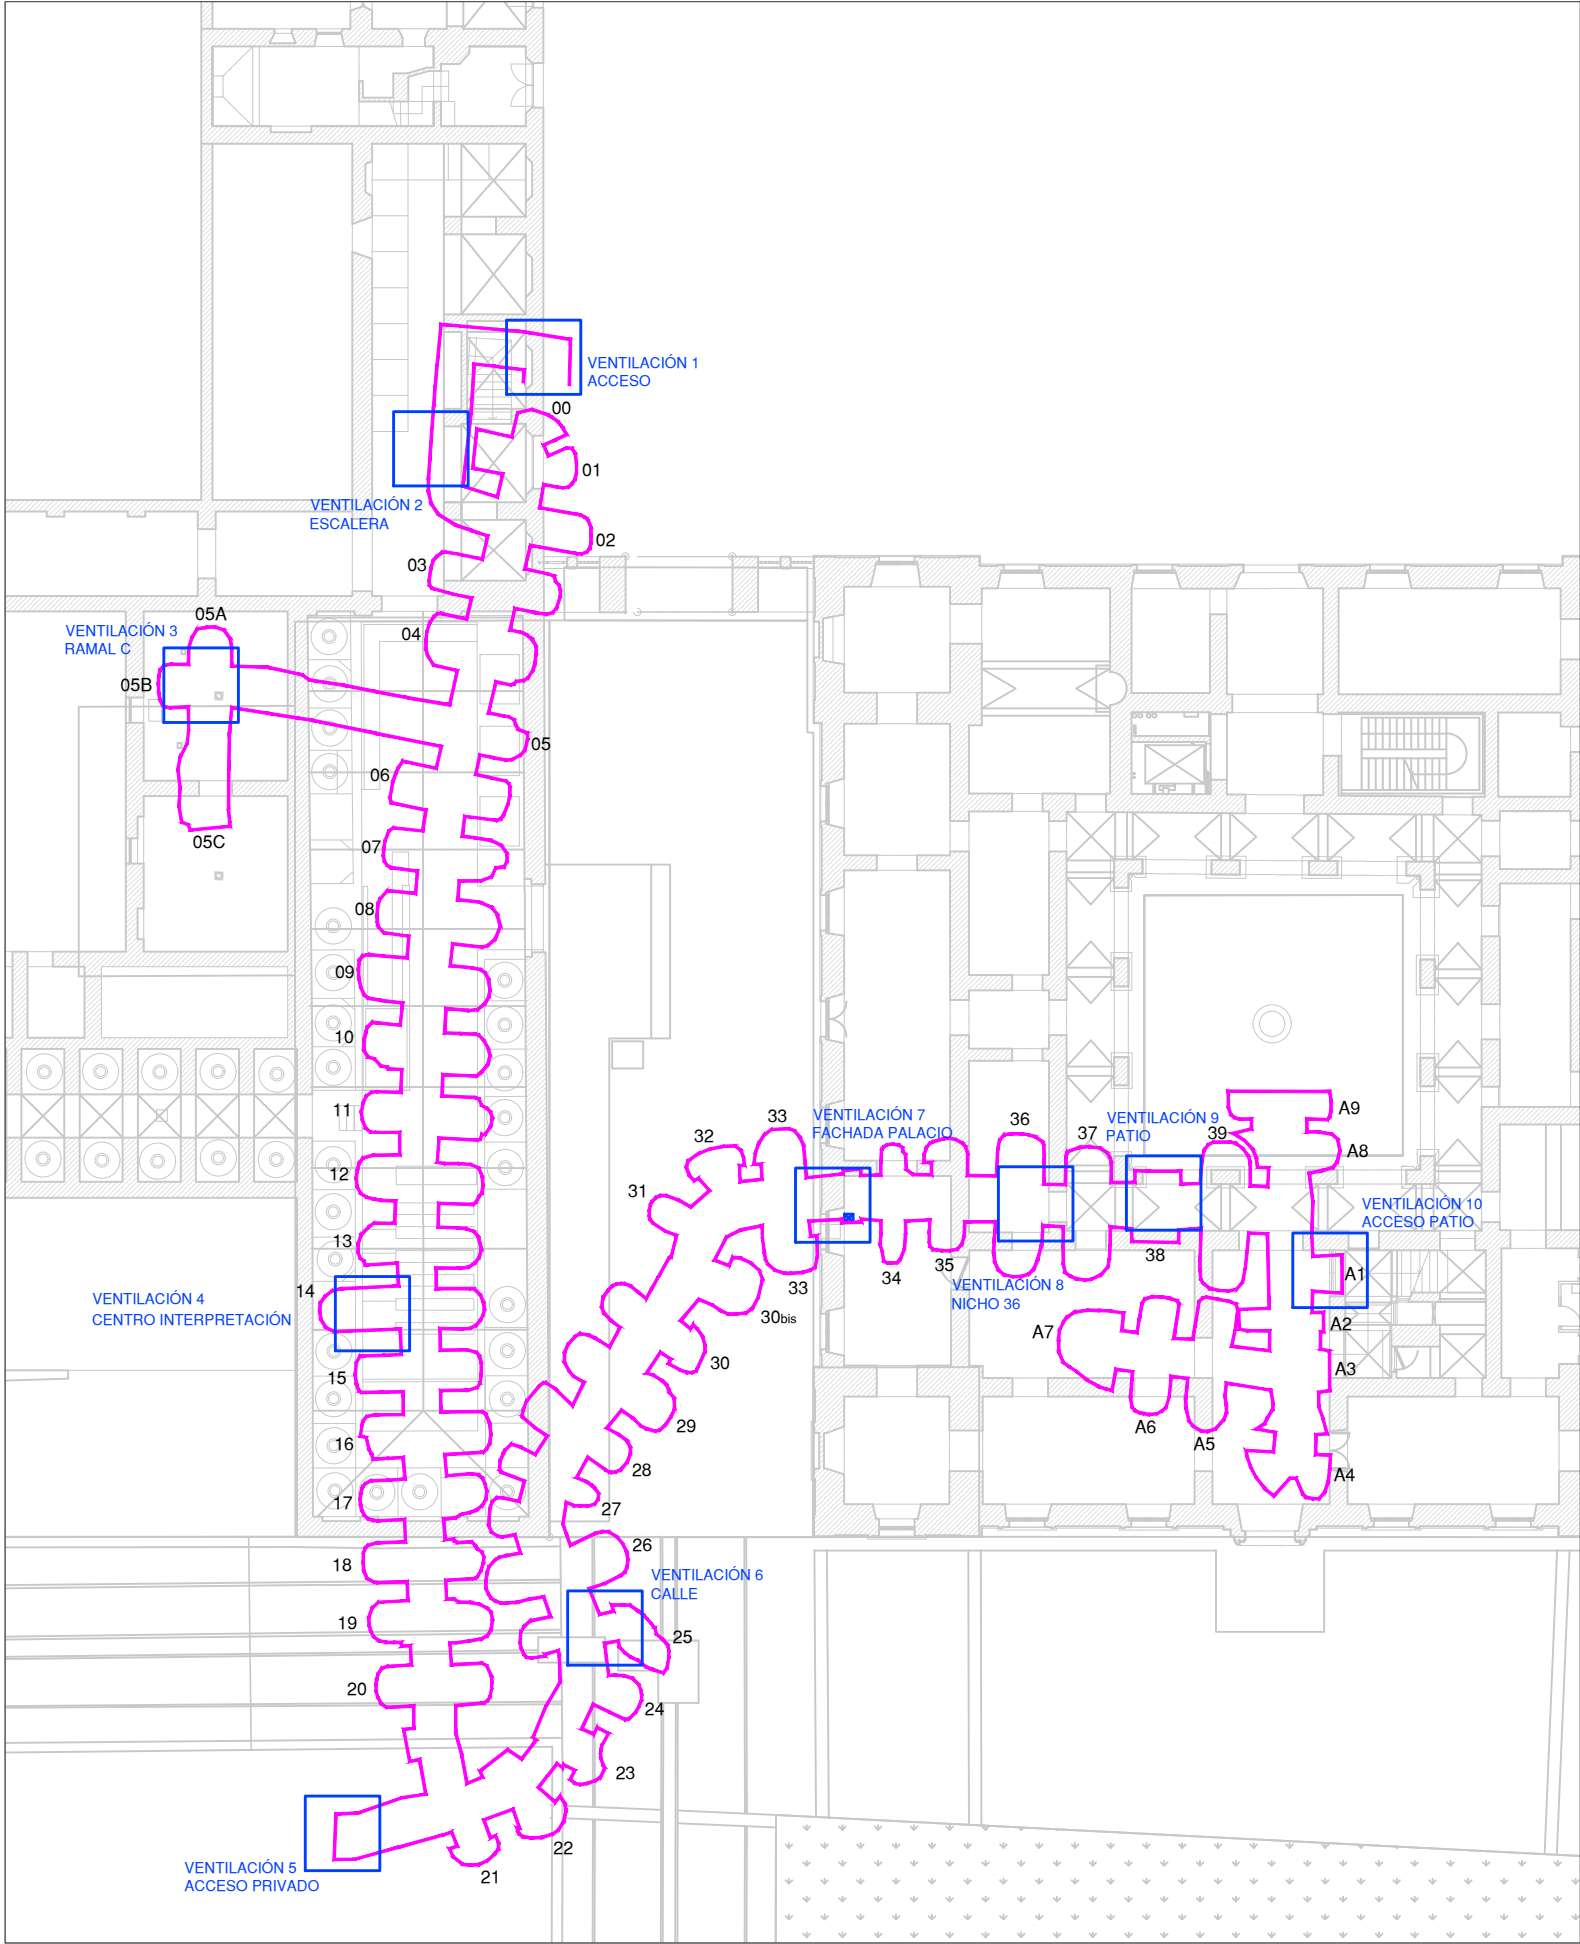 VENTILACIÓN 1
ACCESO
00
01
VENTILACIÓN 2
ESCALERA
02
03
05A
VENTILACIÓN 3
RAMAL C
04
05B
05
06
05C
07
08
09
10
11
12
13
14
VENTILACIÓN 4
CENTRO INTERPRETACIÓN
15
16
17
18
19
20
VENTILACIÓN 5
ACCESO PRIVADO
21
22
23
24
25
VENTILACIÓN 6
CALLE
26
27
28
29
30
30bis
31
32
33
33
VENTILACIÓN 7
FACHADA PALACIO
34
35
36
VENTILACIÓN 8
NICHO 36
37
VENTILACIÓN 9
PATIO
38
39
A9
A8
VENTILACIÓN 10
ACCESO PATIO
A1
A2
A3
A4
A5
A6
A7